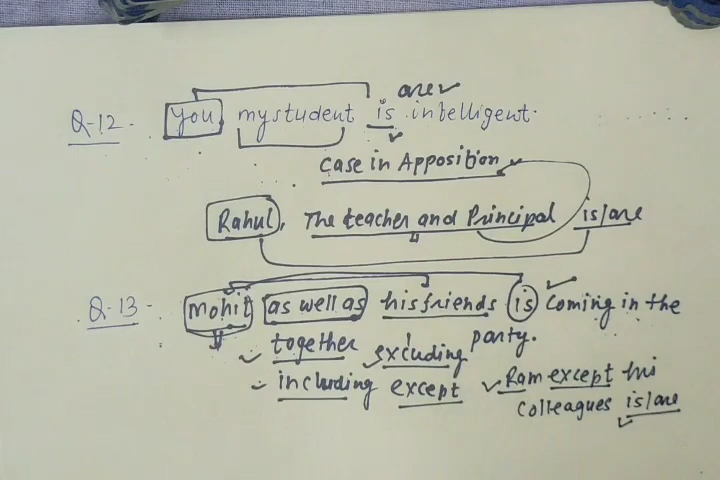 are
Q-12- You my student is intelligent.
case in Apposition
Rahul, The teacher and Principal is/are
Q-13- Mohit as well as his friends is Coming in the
together excluding party.
including except Ram except his
colleagues is/are